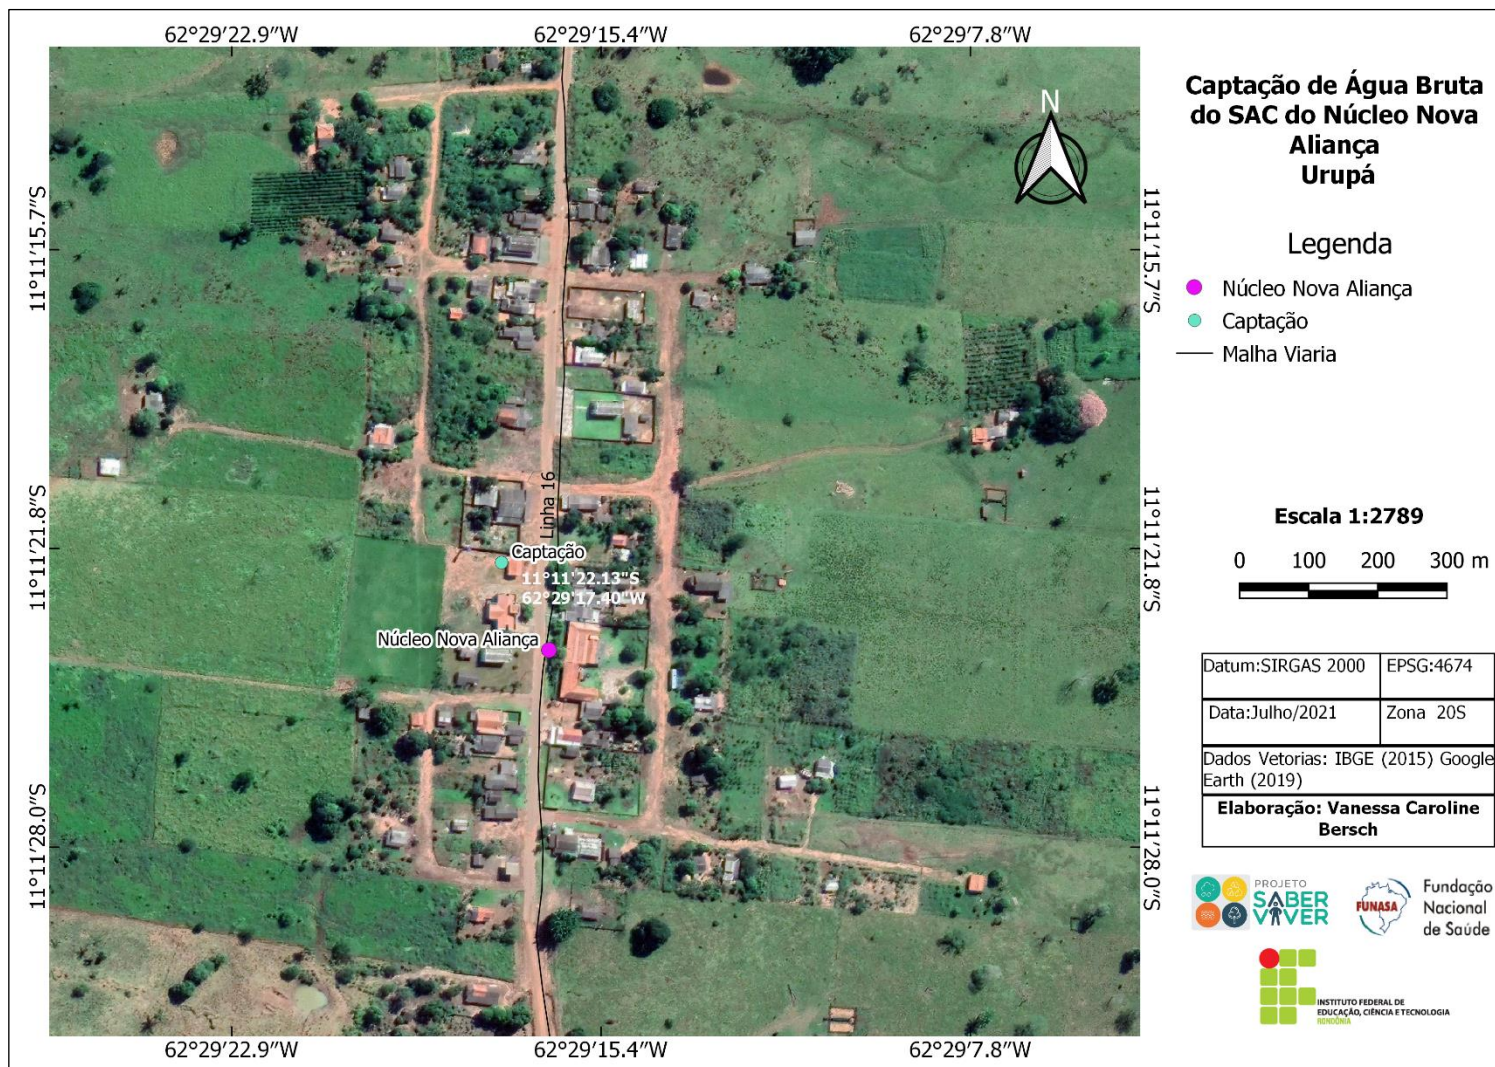 62°29'22.9"W
62°29'15.4"W
62°29'7.8"W
11°11'15.7"S
11°11'21.8"S
11°11'28.0"S
N
Linha 16
Captação
11°11'22.13"S
62°29'17.40"W
Núcleo Nova Aliança
11°11'15.7"S
11°11'21.8"S
11°11'28.0"S
62°29'22.9"W
62°29'15.4"W
62°29'7.8"W
Captação de Água Bruta
do SAC do Núcleo Nova
Aliança
Urupá
Legenda
Núcleo Nova Aliança
Captação
Malha Viaria
Escala 1:2789
0 100 200 300 m
Datum:SIRGAS 2000 EPSG:4674
Data:Julho/2021 Zona 20S
Dados Vetorias: IBGE (2015) Google
Earth (2019)
Elaboração: Vanessa Caroline
Bersch
PROJETO
SABER
VIVER
FUNASA
Fundação
Nacional
de Saúde
INSTITUTO FEDERAL DE
EDUCAÇÃO, CIÊNCIA E TECNOLOGIA
RONDÔNIA